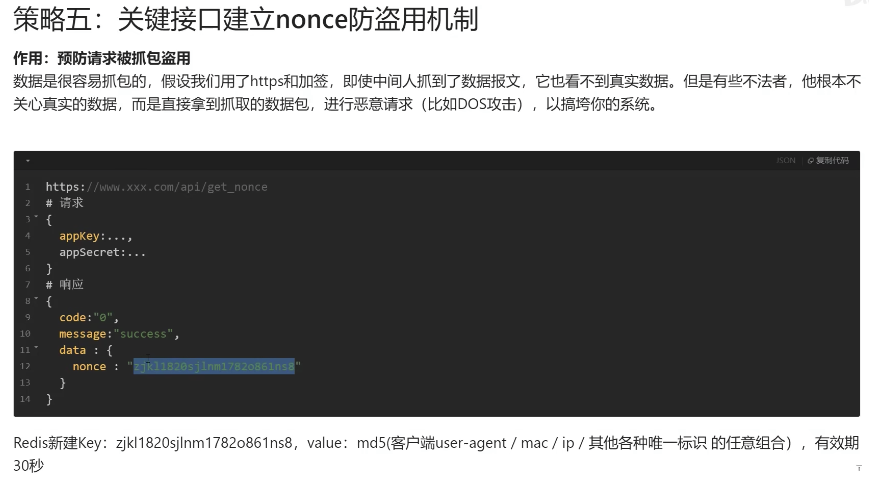 策略五：关键接口建立nonce防盗用机制
作用：预防请求被抓包盗用
数据是很容易抓包的，假设我们用了https和加签，即使中间人抓到了数据报文，它也看不到真实数据。但是有些不法者，他根本不
关心真实的数据，而是直接拿到抓取的数据包，进行恶意请求（比如DOS攻击），以搞垮你的系统。
JSON 复制代码
1 https://www.xxx.com/api/get_nonce
2 # 请求
3 {
4 appKey:...,
5 appSecret:...
6 }
7 # 响应
8 {
9 code:"0",
10 message:"success",
11 data : {
12 nonce : "zjkl1820sjlnm1782o861ns8"
13 }
14 }
Redis新建Key：zjkl1820sjlnm1782o861ns8，value：md5(客户端user-agent / mac / ip / 其他各种唯一标识 的任意组合），有效期
30秒